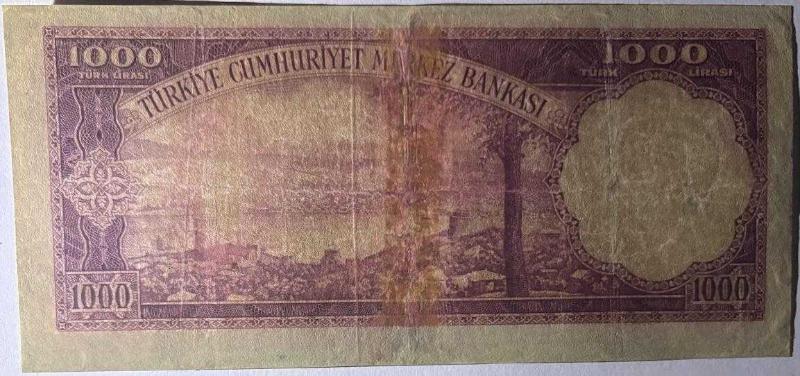 1000 1000
TÜRK LİRASI TÜRK LİRASI
TÜRKİYE CUMHURİYET MERKEZ BANKASI
1000 1000